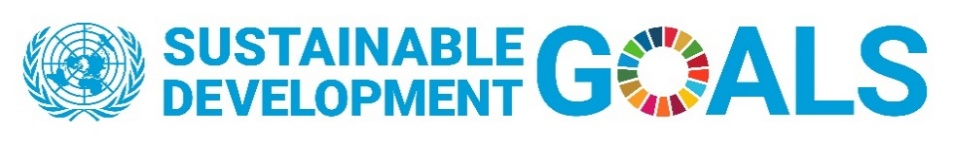 SUSTAINABLE
DEVELOPMENT
GOALS